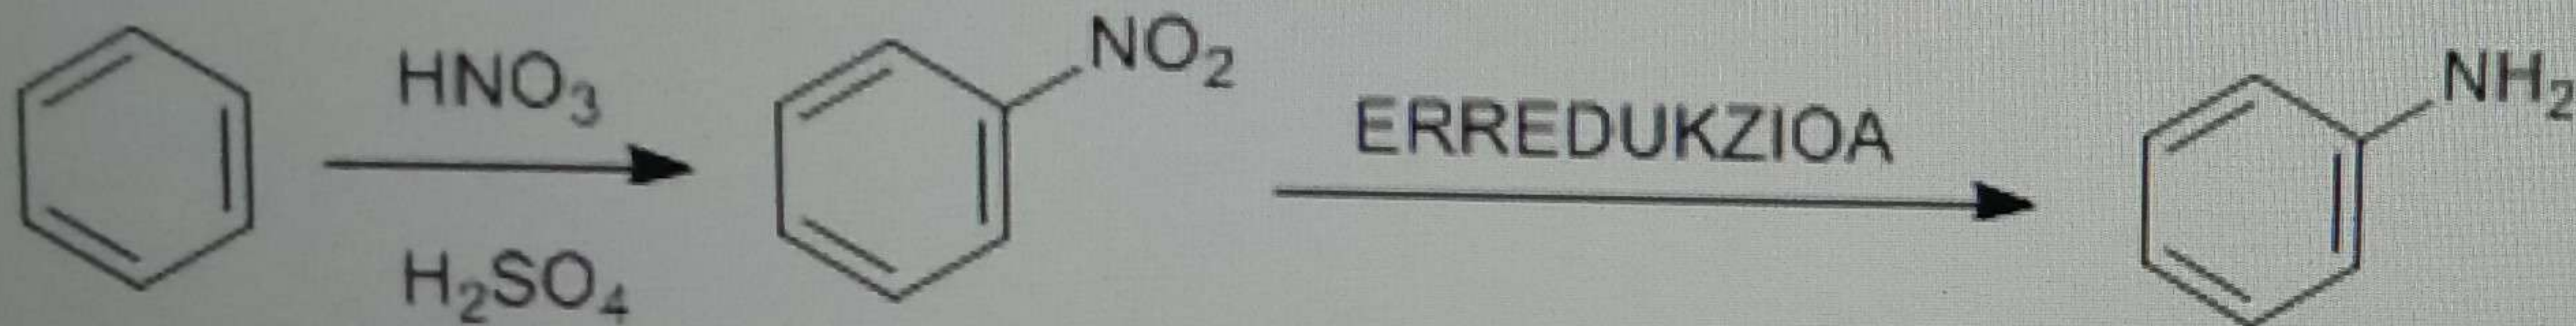 HNO₃
H₂SO₄
NO₂
ERREDUKZIOA
NH₂